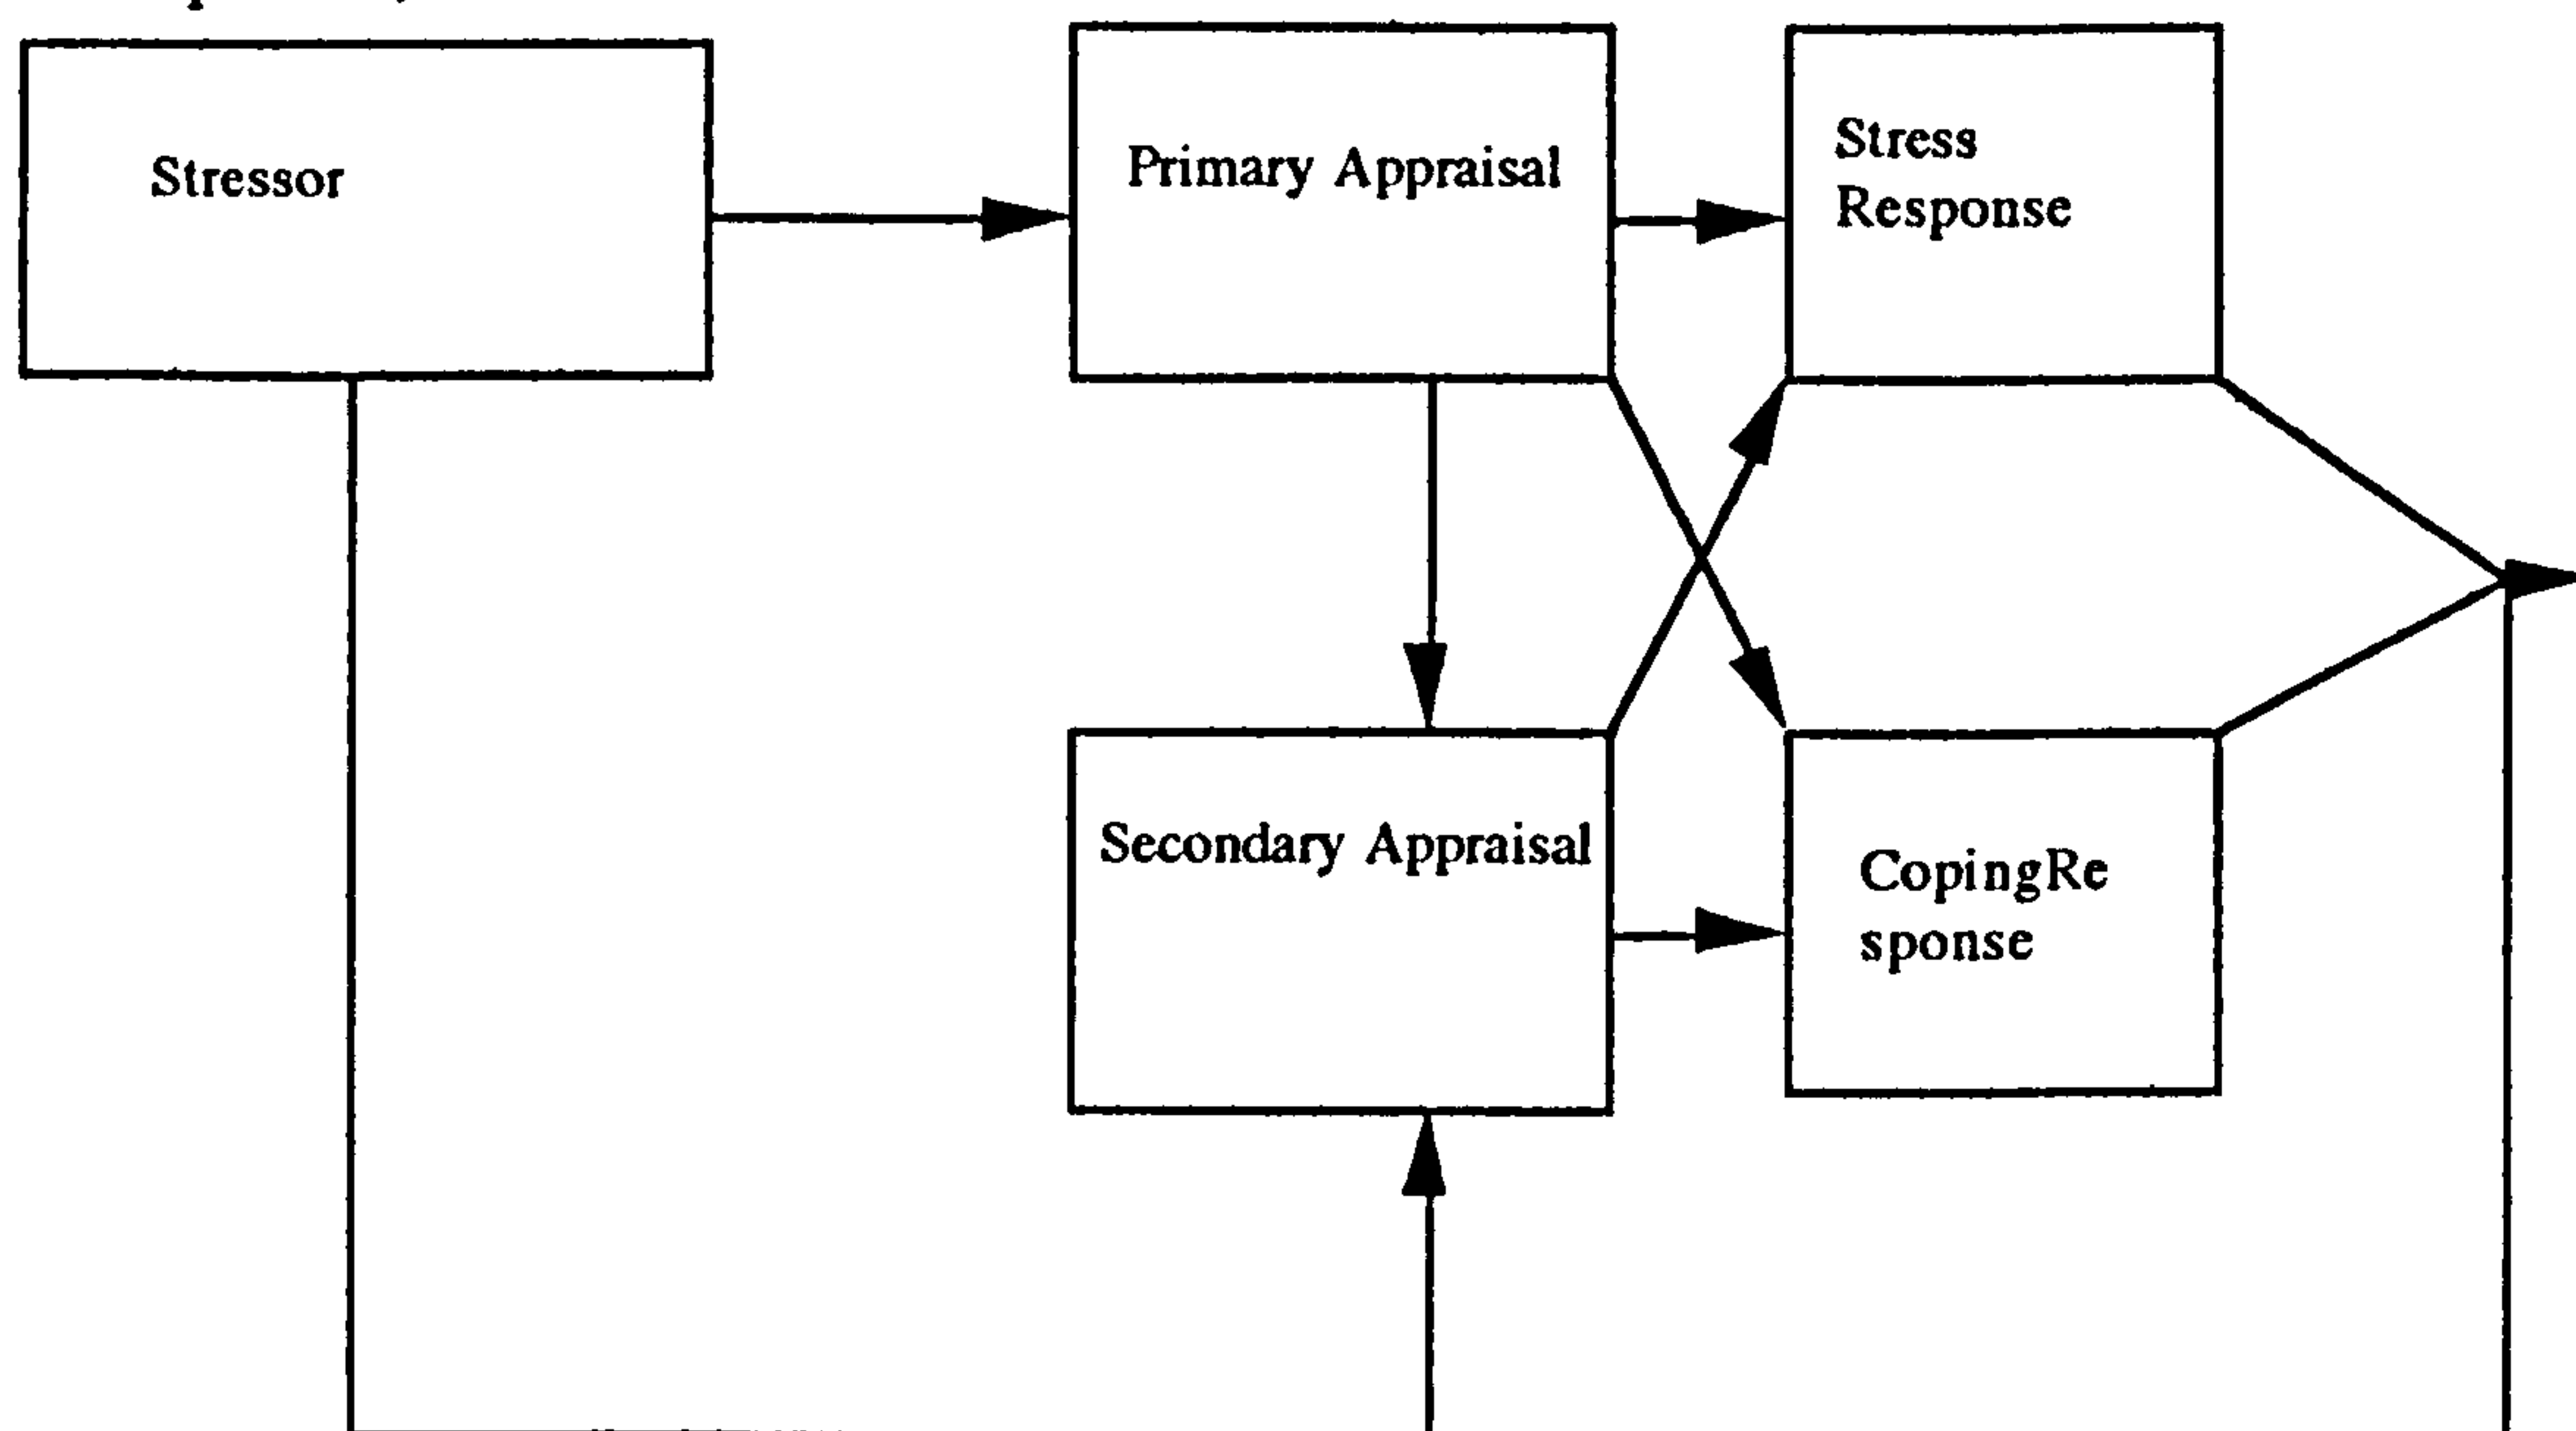 Stressor
Primary Appraisal
Stress
Response
Secondary Appraisal
CopingRe
sponse